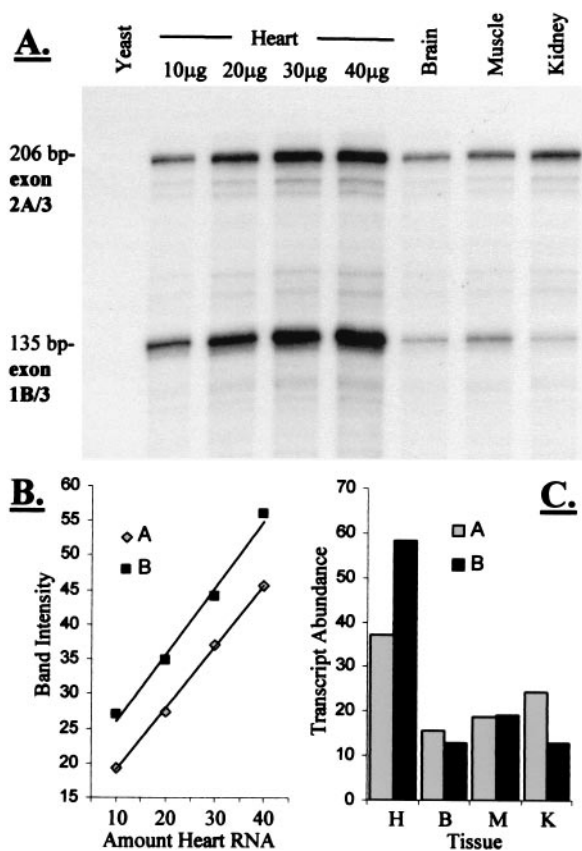 A.
Yeast
Heart
10µg 20µg 30µg 40µg
Brain
Muscle
Kidney
206 bp-
exon
2A/3
135 bp-
exon
1B/3
B.
Band Intensity
55
50
45
40
35
30
25
20
15
A
B
10 20 30 40
Amount Heart RNA
C.
Transcript Abundance
70
60
50
40
30
20
10
0
A
B
H B M K
Tissue